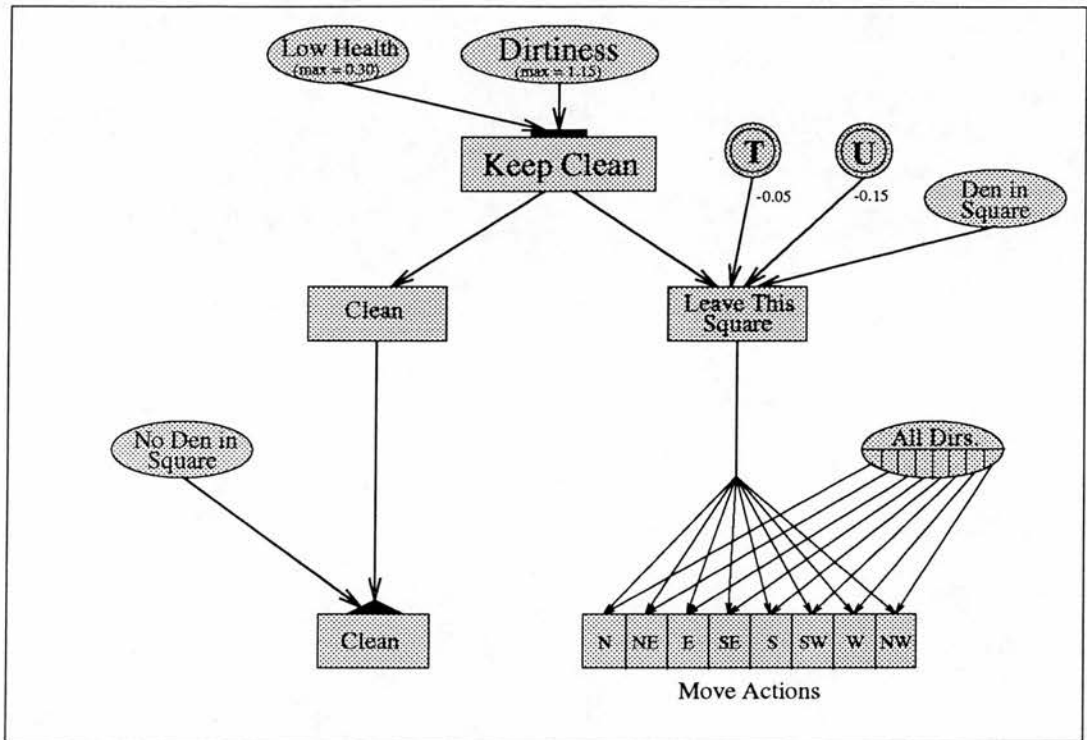 Low Health
(max = 0.30)
Dirtiness
(max = 1.15)
Keep Clean
T
U
-0.05
-0.15
Den in
Square
Clean
Leave This
Square
No Den in
Square
All Dirs.
Clean
N NE E SE S SW W NW
Move Actions